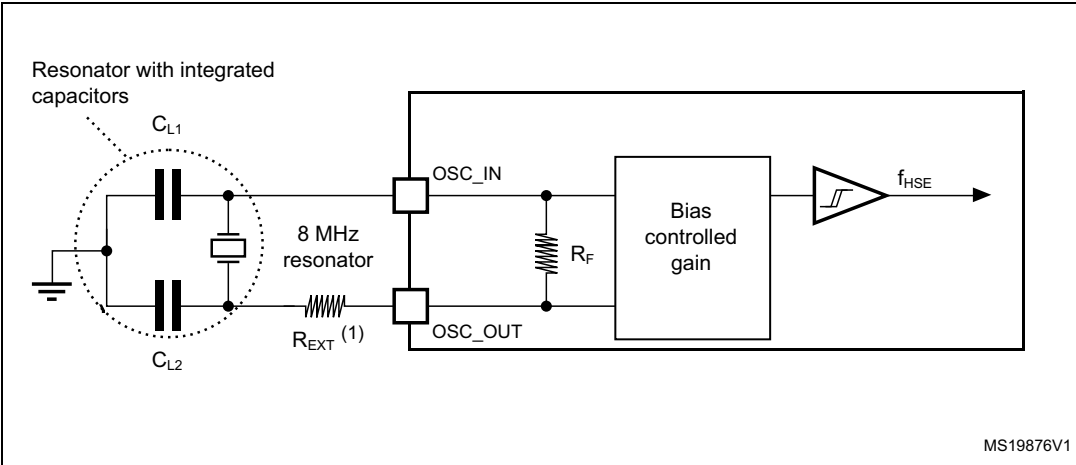 Resonator with integrated
capacitors
CL1
OSC_IN
fHSE
8 MHz
resonator
RF
Bias
controlled
gain
REXT (1)
OSC_OUT
CL2
MS19876V1